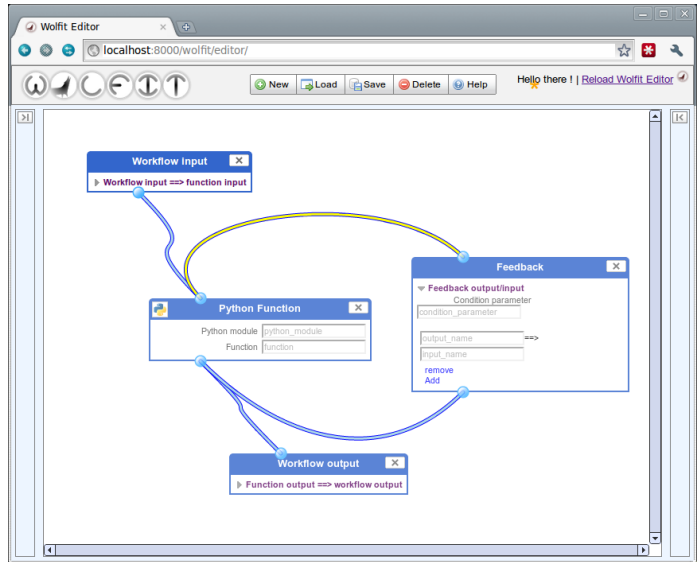 Wolfit Editor
localhost:8000/wolfit/editor/
WOLFIT
New Load Save Delete Help
Hello there ! | Reload Wolfit Editor
Workflow input
Workflow input ==> function input
Feedback
Feedback output/input
Condition parameter
condition_parameter
output_name ==>
input_name
remove
Add
Python Function
Python module python_module
Function function
Workflow output
Function output ==> workflow output